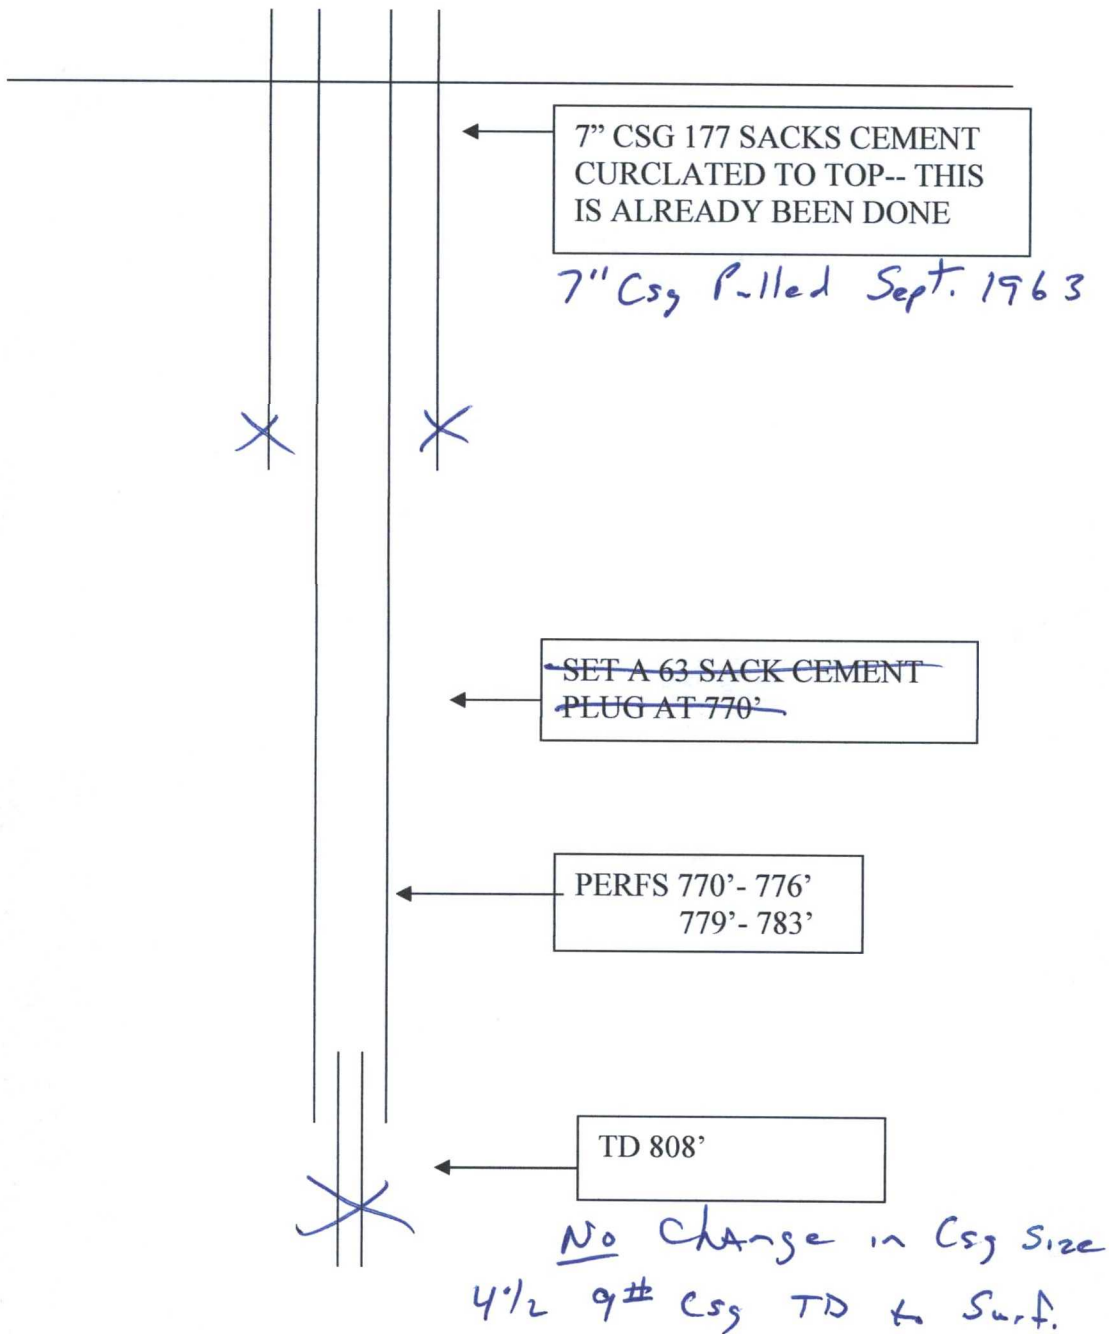 7” CSG 177 SACKS CEMENT
CURCLATED TO TOP-- THIS
IS ALREADY BEEN DONE
7" Csg Pulled Sept. 1963
SET A 63 SACK CEMENT
PLUG AT 770’
PERFS 770’- 776’
779’- 783’
TD 808’
No Change in Csg Size
4 1/2 9# Csg TD to Surf.